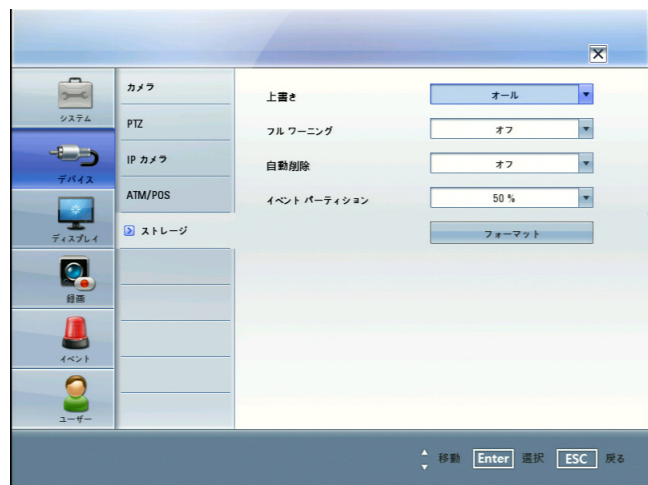 システム
デバイス
ディスプレイ
録画
イベント
ユーザー
カメラ
PTZ
IP カメラ
ATM/POS
ストレージ
上書き オール
フル ワーニング オフ
自動削除 オフ
イベント パーティション 50 %
フォーマット
移動 Enter 選択 ESC 戻る